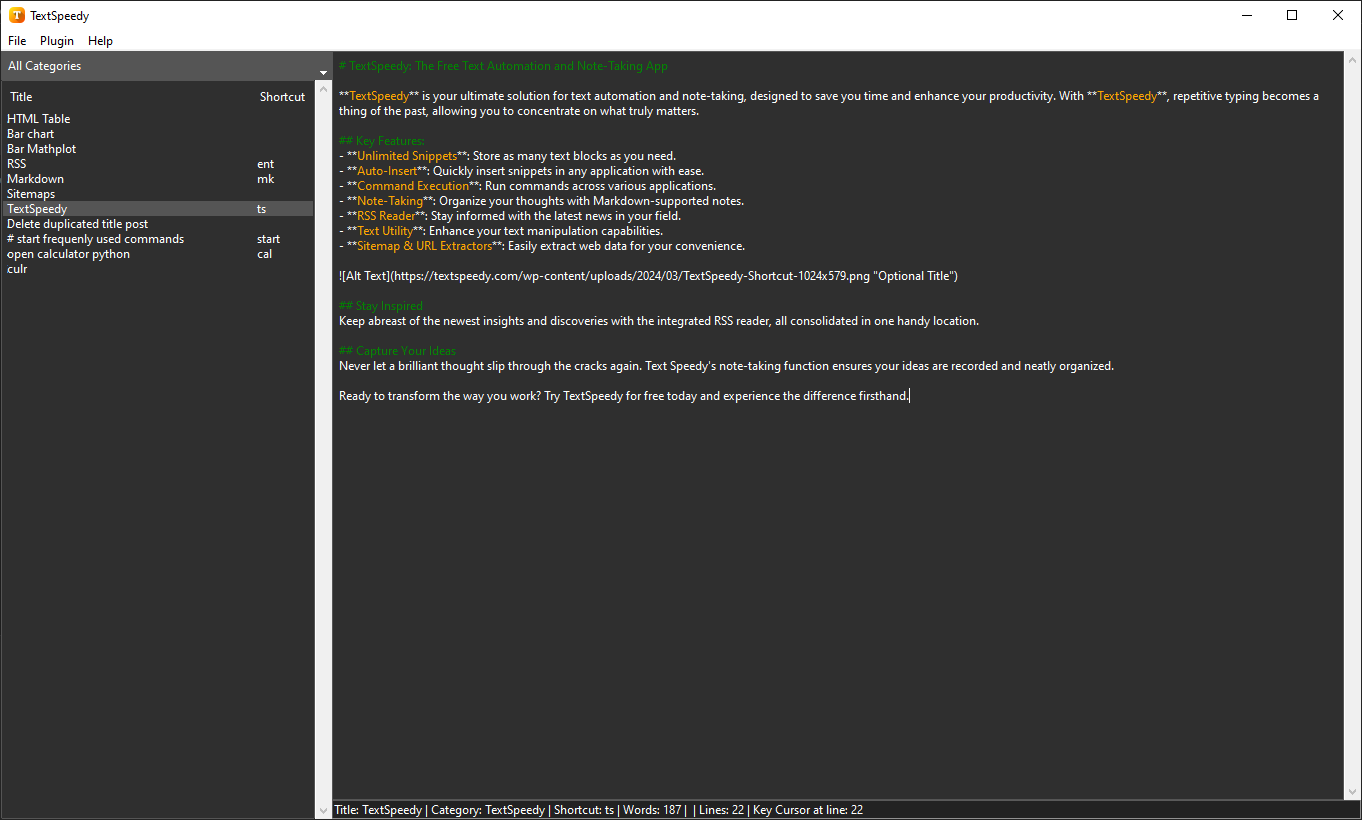 TextSpeedy
File Plugin Help
All Categories
Title Shortcut
HTML Table
Bar chart
Bar Mathplot
RSS ent
Markdown mk
Sitemaps
TextSpeedy ts
Delete duplicated title post
# start frequenly used commands start
open calculator python cal
culr
# TextSpeedy: The Free Text Automation and Note-Taking App
**TextSpeedy** is your ultimate solution for text automation and note-taking, designed to save you time and enhance your productivity. With **TextSpeedy**, repetitive typing becomes a
thing of the past, allowing you to concentrate on what truly matters.
## Key Features:
- **Unlimited Snippets**: Store as many text blocks as you need.
- **Auto-Insert**: Quickly insert snippets in any application with ease.
- **Command Execution**: Run commands across various applications.
- **Note-Taking**: Organize your thoughts with Markdown-supported notes.
- **RSS Reader**: Stay informed with the latest news in your field.
- **Text Utility**: Enhance your text manipulation capabilities.
- **Sitemap & URL Extractors**: Easily extract web data for your convenience.
![Alt Text](https://textspeedy.com/wp-content/uploads/2024/03/TextSpeedy-Shortcut-1024x579.png "Optional Title")
## Stay Inspired
Keep abreast of the newest insights and discoveries with the integrated RSS reader, all consolidated in one handy location.
## Capture Your Ideas
Never let a brilliant thought slip through the cracks again. Text Speedy's note-taking function ensures your ideas are recorded and neatly organized.
Ready to transform the way you work? Try TextSpeedy for free today and experience the difference firsthand.
Title: TextSpeedy | Category: TextSpeedy | Shortcut: ts | Words: 187 | | Lines: 22 | Key Cursor at line: 22